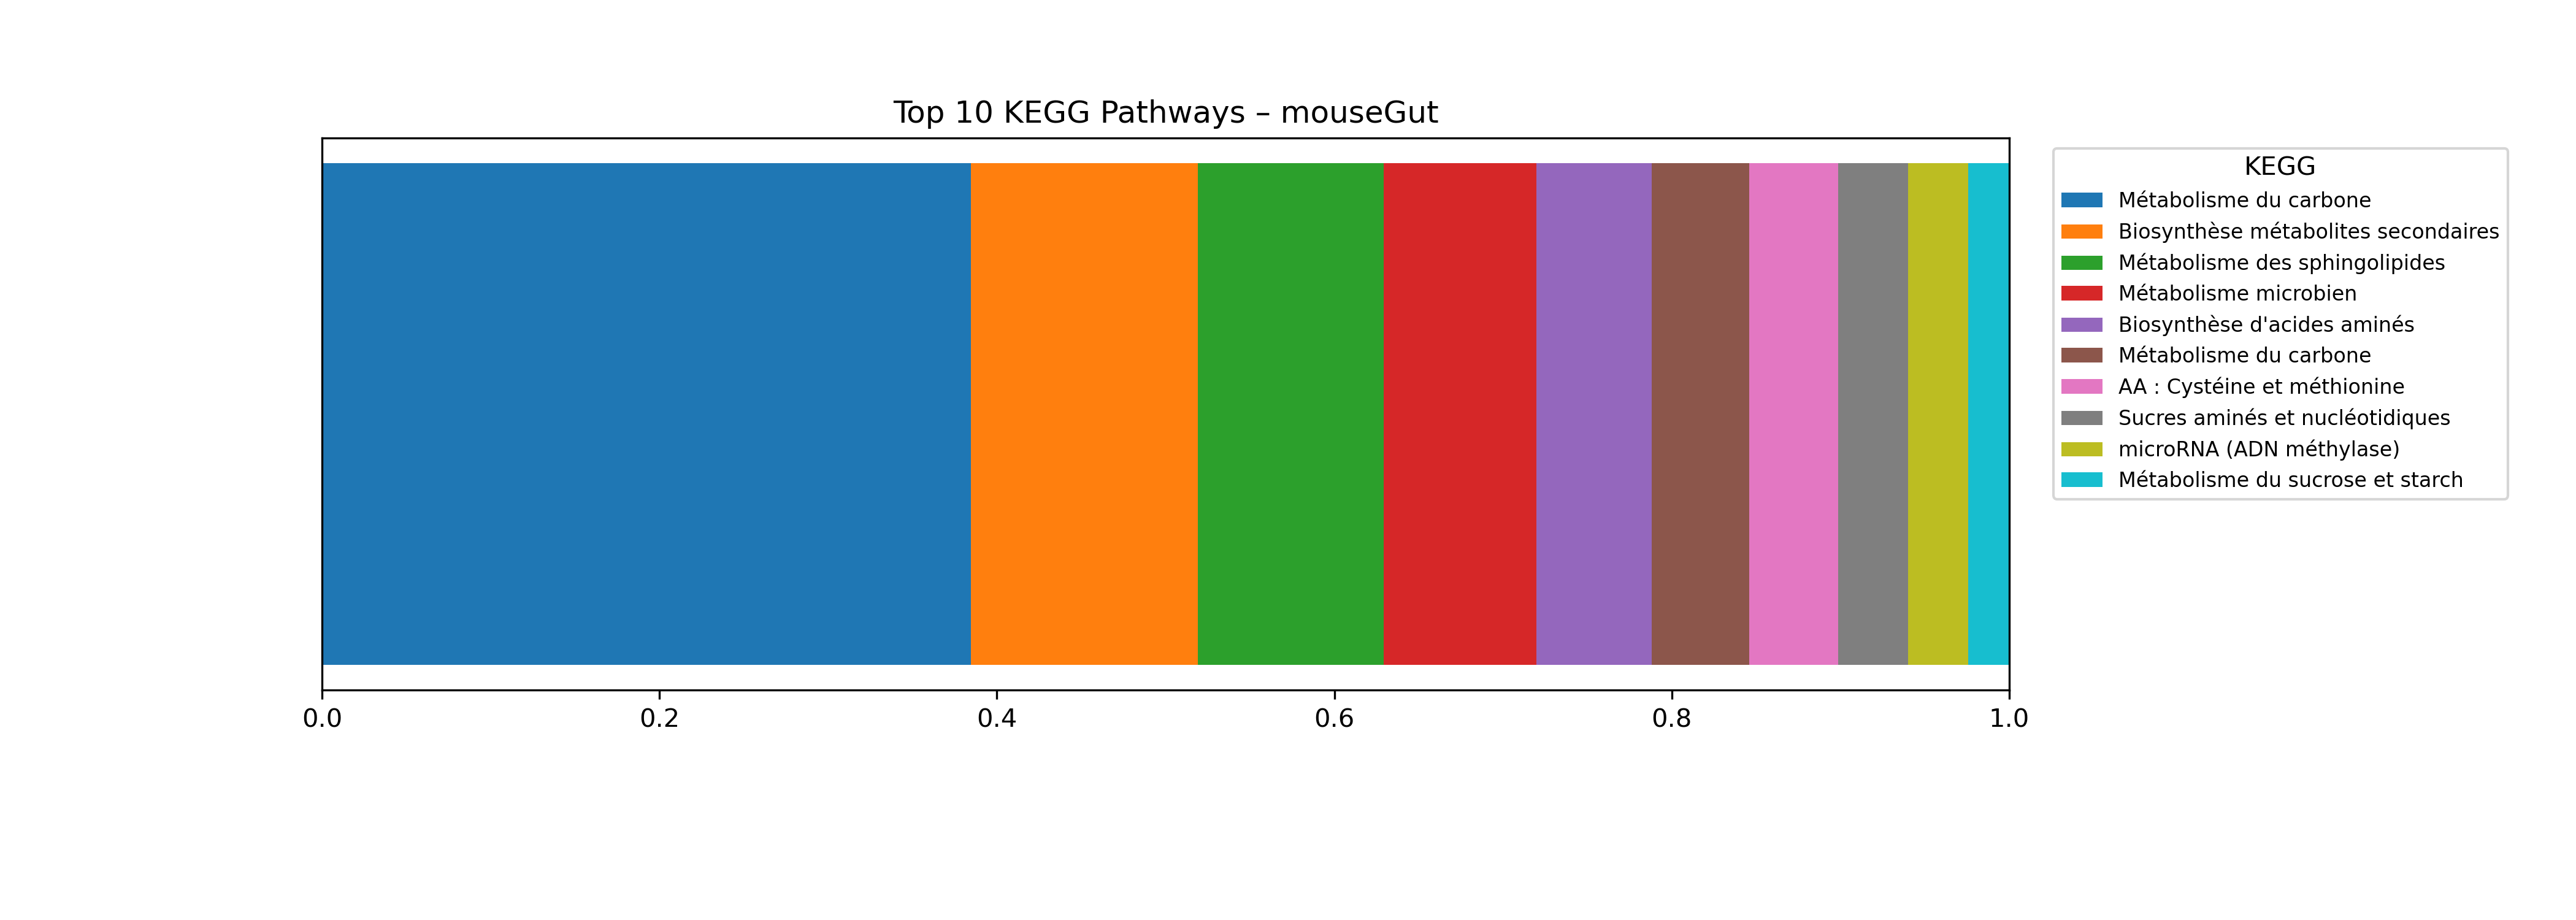 Top 10 KEGG Pathways – mouseGut
KEGG
Métabolisme du carbone
Biosynthèse métabolites secondaires
Métabolisme des sphingolipides
Métabolisme microbien
Biosynthèse d'acides aminés
Métabolisme du carbone
AA : Cystéine et méthionine
Sucres aminés et nucléotidiques
microRNA (ADN méthylase)
Métabolisme du sucrose et starch
0.0 0.2 0.4 0.6 0.8 1.0